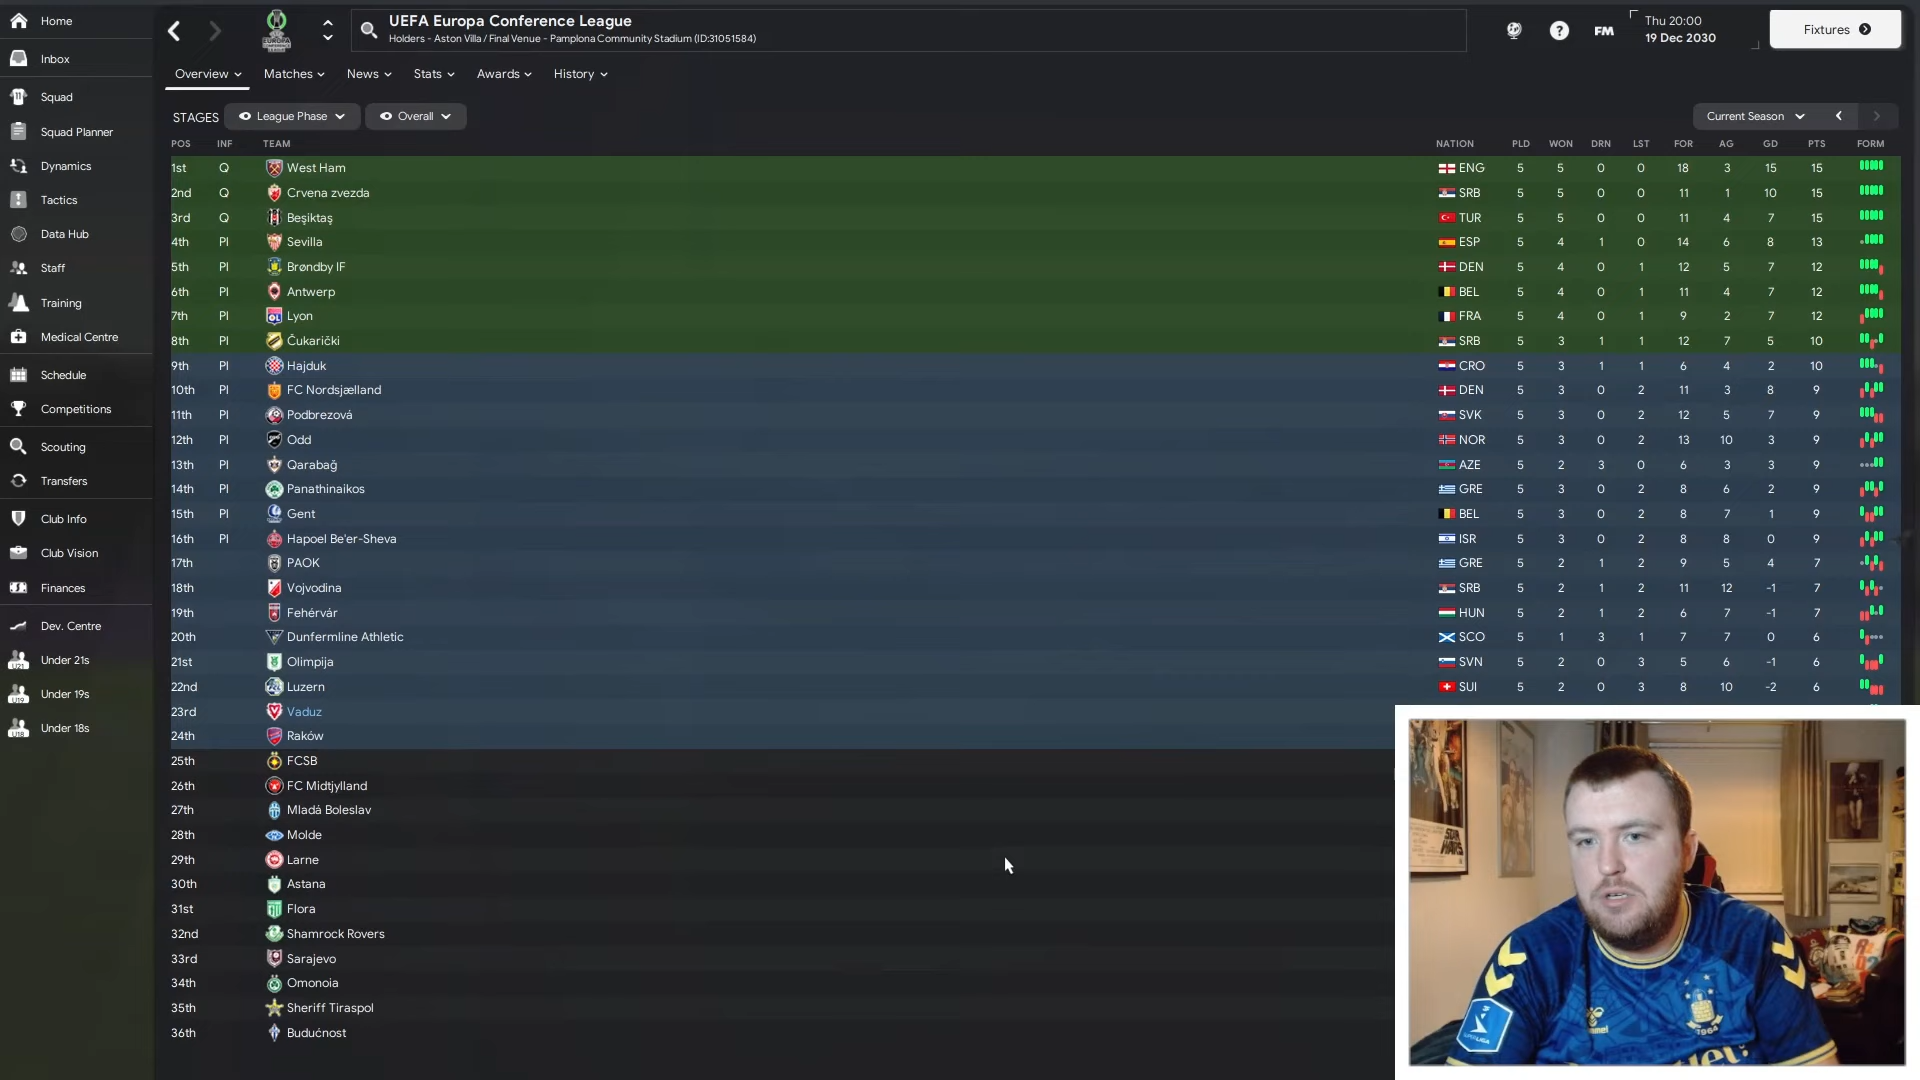 Home
Inbox
Squad
Squad Planner
Dynamics
Tactics
Data Hub
Staff
Training
Medical Centre
Schedule
Competitions
Scouting
Transfers
Club Info
Club Vision
Finances
Dev. Centre
Under 21s
Under 19s
Under 18s
UEFA Europa Conference League
Holders - Aston Villa / Final Venue - Pamplona Community Stadium (ID:31051584)
FM
Thu 20:00
19 Dec 2030
Fixtures
Overview Matches News Stats Awards History
STAGES League Phase Overall Current Season
POS INF TEAM NATION PLD WON DRN LST FOR AG GD PTS FORM
1st Q West Ham ENG 5 5 0 0 18 3 15 15
2nd Q Crvena zvezda SRB 5 5 0 0 11 1 10 15
3rd Q Beşiktaş TUR 5 5 0 0 11 4 7 15
4th PI Sevilla ESP 5 4 1 0 14 6 8 13
5th PI Brøndby IF DEN 5 4 0 1 12 5 7 12
6th PI Antwerp BEL 5 4 0 1 11 4 7 12
7th PI Lyon FRA 5 4 0 1 9 2 7 12
8th PI Čukarički SRB 5 3 1 1 12 7 5 10
9th PI Hajduk CRO 5 3 1 1 6 4 2 10
10th PI FC Nordsjælland DEN 5 3 0 2 11 3 8 9
11th PI Podbrezová SVK 5 3 0 2 12 5 7 9
12th PI Odd NOR 5 3 0 2 13 10 3 9
13th PI Qarabağ AZE 5 2 3 0 6 3 3 9
14th PI Panathinaikos GRE 5 3 0 2 8 6 2 9
15th PI Gent BEL 5 3 0 2 8 7 1 9
16th PI Hapoel Be'er-Sheva ISR 5 3 0 2 8 8 0 9
17th PAOK GRE 5 2 1 2 9 5 4 7
18th Vojvodina SRB 5 2 1 2 11 12 -1 7
19th Fehérvár HUN 5 2 1 2 6 7 -1 7
20th Dunfermline Athletic SCO 5 1 3 1 7 7 0 6
21st Olimpija SVN 5 2 0 3 5 6 -1 6
22nd Luzern SUI 5 2 0 3 8 10 -2 6
23rd Vaduz
24th Raków
25th FCSB
26th FC Midtjylland
27th Mladá Boleslav
28th Molde
29th Larne
30th Astana
31st Flora
32nd Shamrock Rovers
33rd Sarajevo
34th Omonoia
35th Sheriff Tiraspol
36th Budućnost